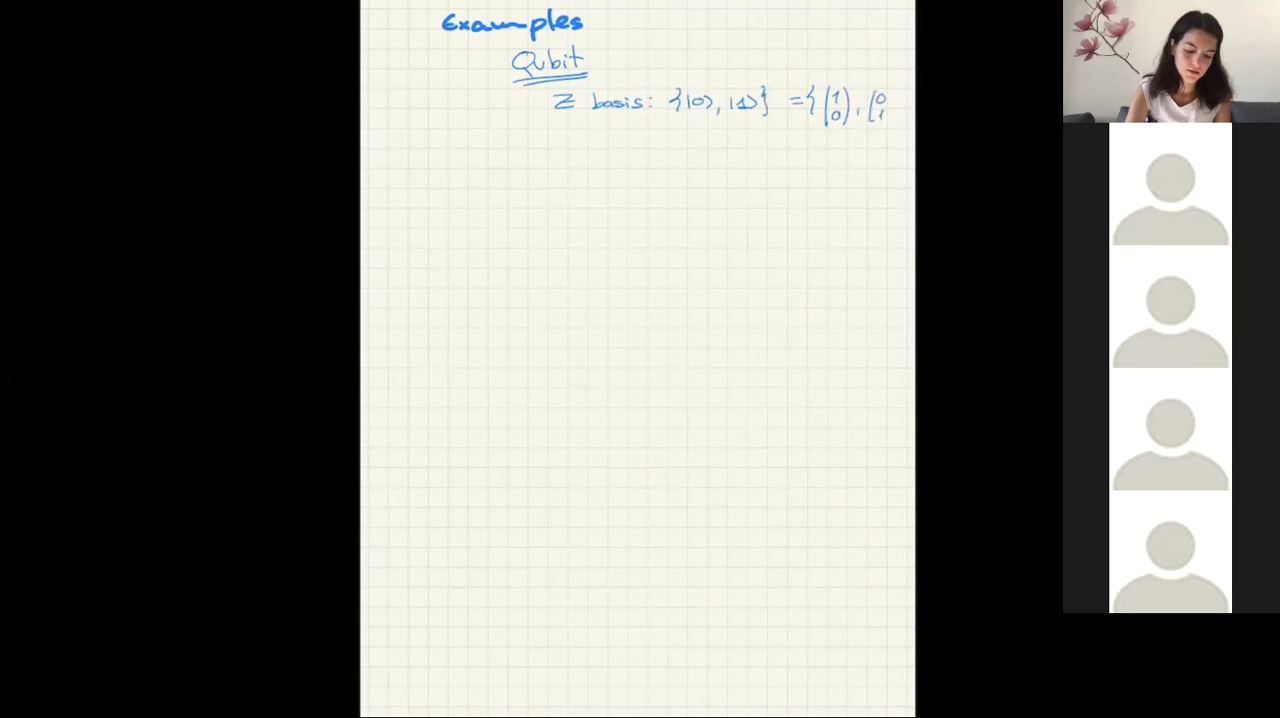 Examples
Qubit
Z basis: {|0⟩, |1⟩} = { (1 0), (0 1